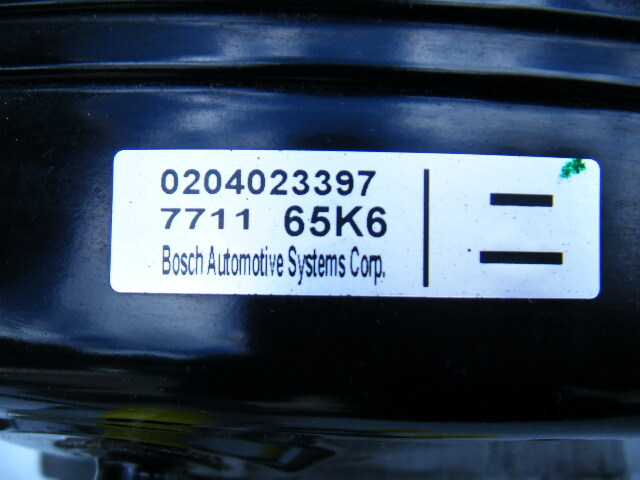 0204023397
7711 65K6
Bosch Automotive Systems Corp.